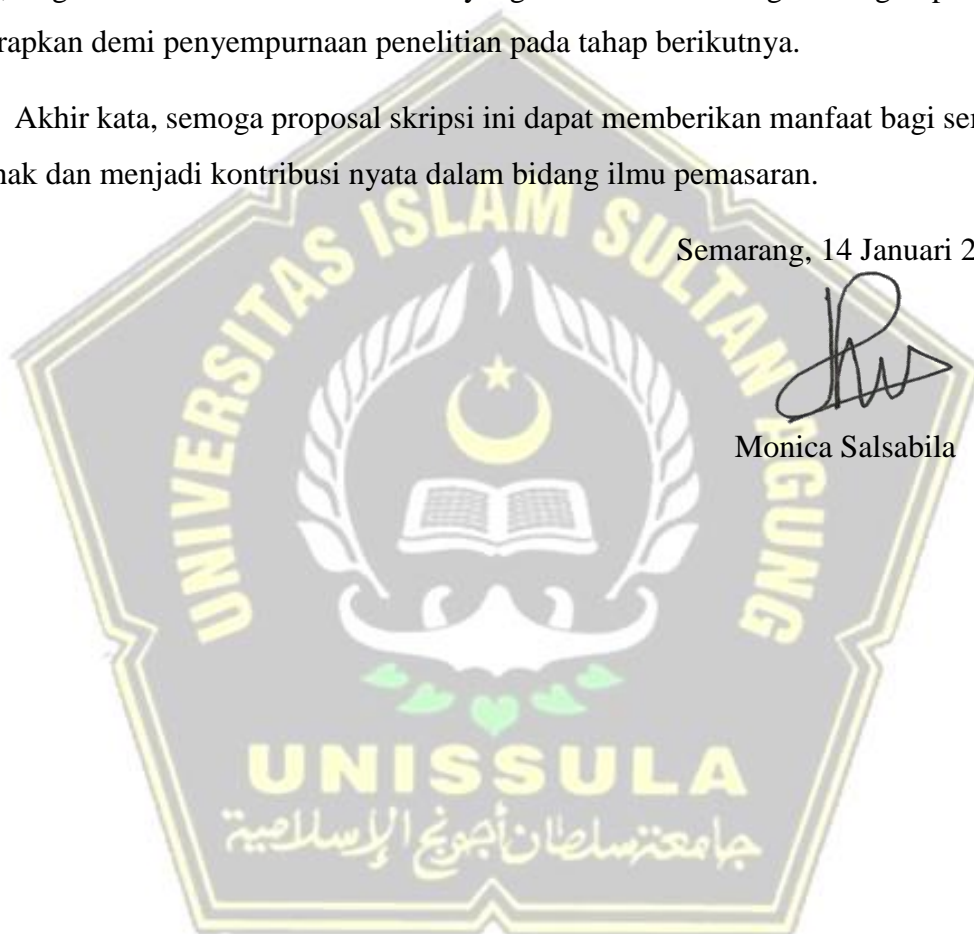 rapkan demi penyempurnaan penelitian pada tahap berikutnya.
Akhir kata, semoga proposal skripsi ini dapat memberikan manfaat bagi
dan menjadi kontribusi nyata dalam bidang ilmu pemasaran.
Semarang, 14 Januari 2
Monica Salsabila
UNIVERSITAS ISLAM SULTAN AGUNG
UNISSULA
جامعة سلطان أجونج الإسلامية